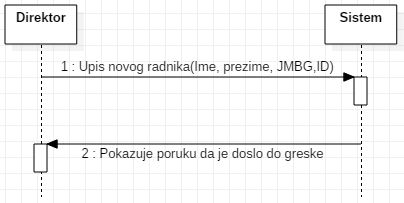 Direktor
Sistem
1 : Upis novog radnika(Ime, prezime, JMBG,ID)
2 : Pokazuje poruku da je doslo do greske